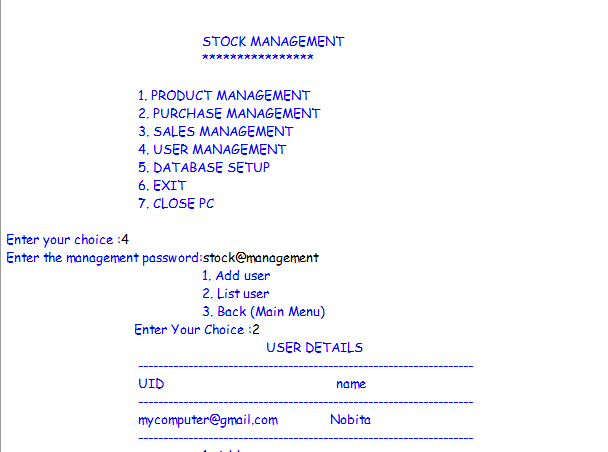 STOCK MANAGEMENT
****************
1. PRODUCT MANAGEMENT
2. PURCHASE MANAGEMENT
3. SALES MANAGEMENT
4. USER MANAGEMENT
5. DATABASE SETUP
6. EXIT
7. CLOSE PC
Enter your choice :4
Enter the management password:stock@management
1. Add user
2. List user
3. Back (Main Menu)
Enter Your Choice :2
USER DETAILS
-------------------------------------------------------------------
UID name
-------------------------------------------------------------------
mycomputer@gmail.com Nobita
-------------------------------------------------------------------